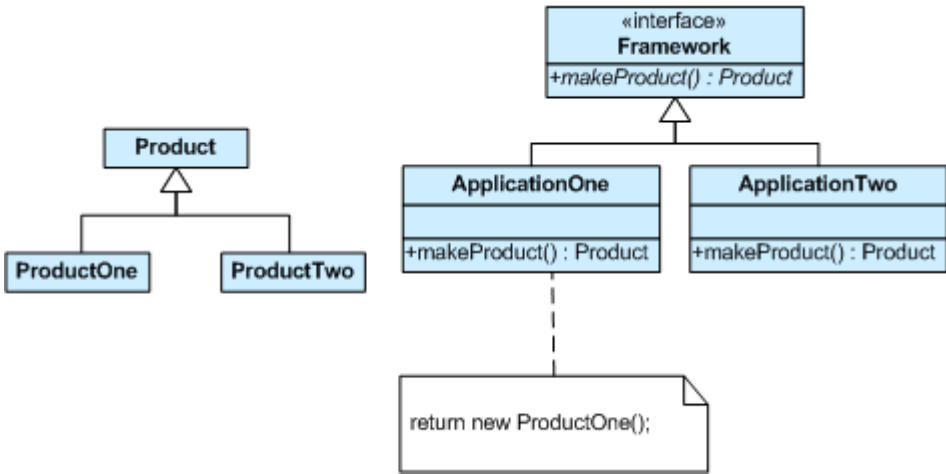 «interface»
Framework
+makeProduct() : Product
Product
ApplicationOne
ApplicationTwo
+makeProduct() : Product
+makeProduct() : Product
ProductOne
ProductTwo
return new ProductOne();